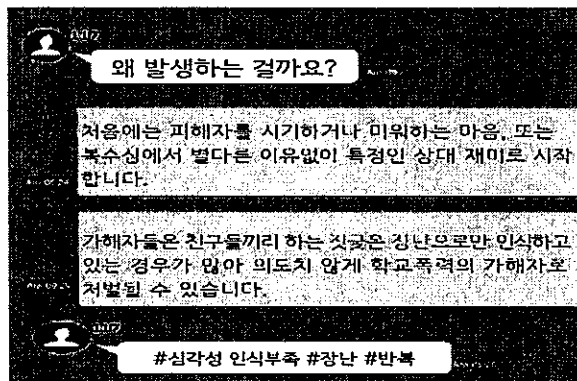 왜 발생하는 걸까요?
처음에는 피해자를 시기하거나 미워하는 마음, 또는
복수심에서 별다른 이유없이 특정인 상대 재미로 시작
합니다.
가해자들은 친구들끼리 하는 짓궂은 장난으로만 인식하고
있는 경우가 많아 의도치 않게 학교폭력의 가해자로
처벌될 수 있습니다.
#심각성 인식부족 #장난 #반복